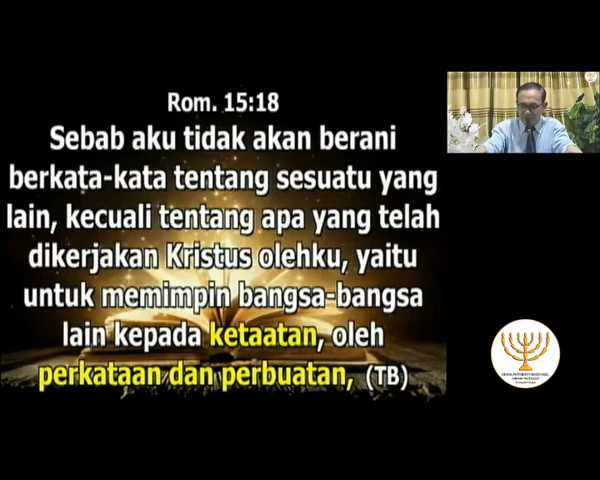 Rom. 15:18
Sebab aku tidak akan berani
berkata-kata tentang sesuatu yang
lain, kecuali tentang apa yang telah
dikerjakan Kristus olehku, yaitu
untuk memimpin bangsa-bangsa
lain kepada ketaatan, oleh
perkataan dan perbuatan, (TB)